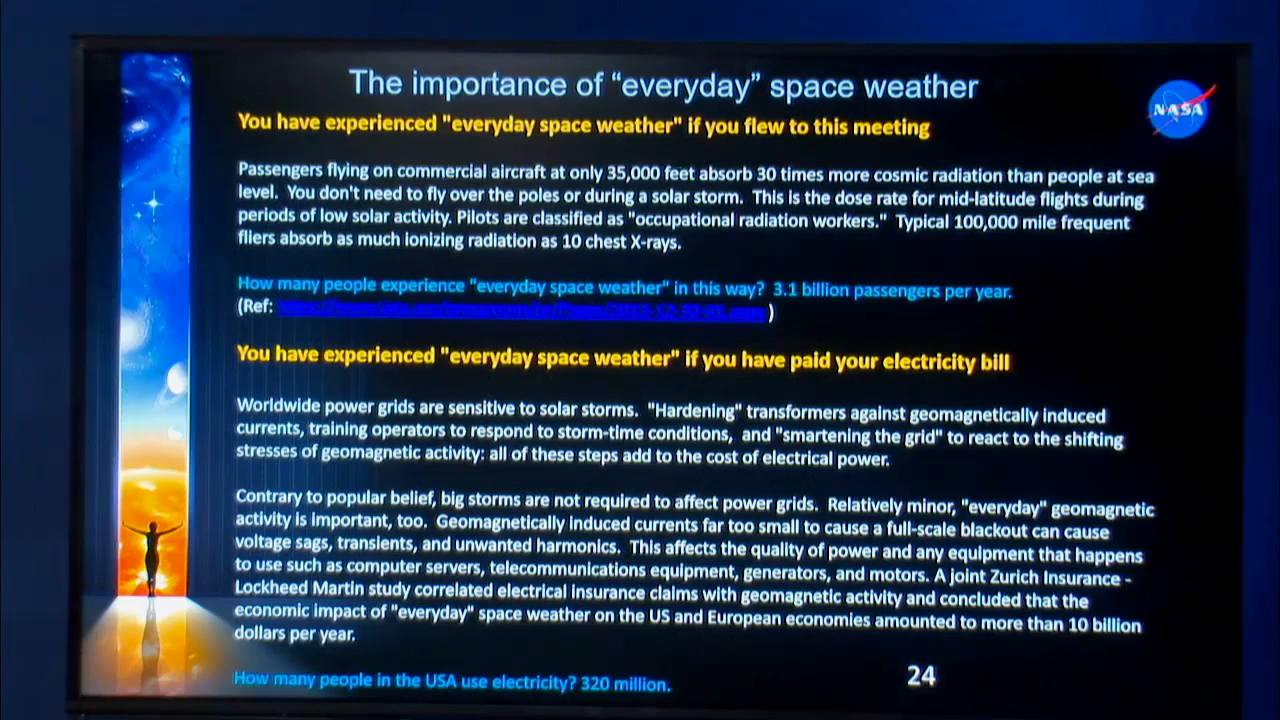 The importance of “everyday” space weather
NASA
You have experienced "everyday space weather" if you flew to this meeting
Passengers flying on commercial aircraft at only 35,000 feet absorb 30 times more cosmic radiation than people at sea
level. You don't need to fly over the poles or during a solar storm. This is the dose rate for mid-latitude flights during
periods of low solar activity. Pilots are classified as "occupational radiation workers." Typical 100,000 mile frequent
fliers absorb as much ionizing radiation as 10 chest X-rays.
How many people experience "everyday space weather" in this way? 3.1 billion passengers per year.
(Ref: )
You have experienced "everyday space weather" if you have paid your electricity bill
Worldwide power grids are sensitive to solar storms. "Hardening" transformers against geomagnetically induced
currents, training operators to respond to storm-time conditions, and "smartening the grid" to react to the shifting
stresses of geomagnetic activity: all of these steps add to the cost of electrical power.
Contrary to popular belief, big storms are not required to affect power grids. Relatively minor, "everyday" geomagnetic
activity is important, too. Geomagnetically induced currents far too small to cause a full-scale blackout can cause
voltage sags, transients, and unwanted harmonics. This affects the quality of power and any equipment that happens
to use such as computer servers, telecommunications equipment, generators, and motors. A joint Zurich Insurance -
Lockheed Martin study correlated electrical insurance claims with geomagnetic activity and concluded that the
economic impact of "everyday" space weather on the US and European economies amounted to more than 10 billion
dollars per year.
How many people in the USA use electricity? 320 million.
24